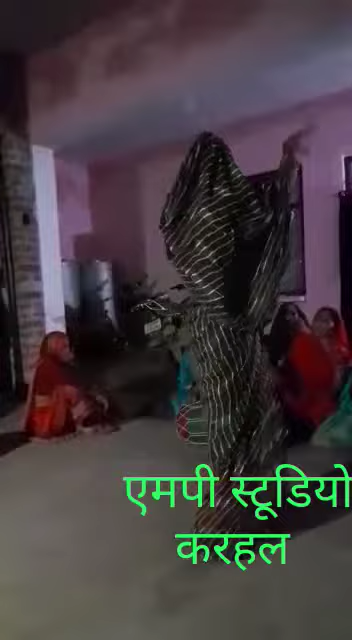 एमपी स्टूडियो
करहल